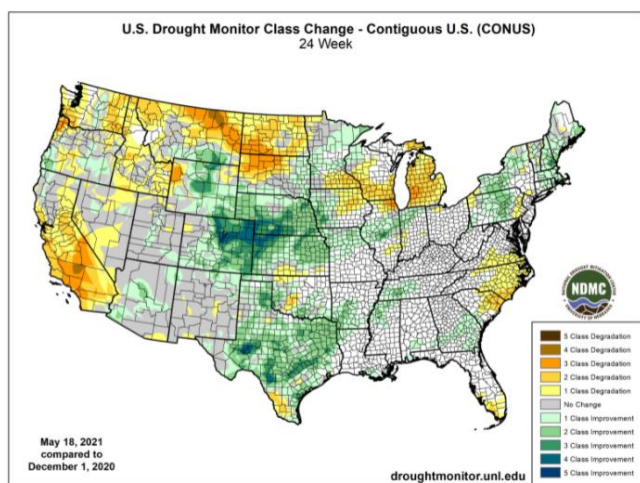 U.S. Drought Monitor Class Change - Contiguous U.S. (CONUS)
24 Week
NDMC
5 Class Degradation
4 Class Degradation
3 Class Degradation
2 Class Degradation
1 Class Degradation
No Change
1 Class Improvement
2 Class Improvement
3 Class Improvement
4 Class Improvement
5 Class Improvement
May 18, 2021
compared to
December 1, 2020
droughtmonitor.unl.edu